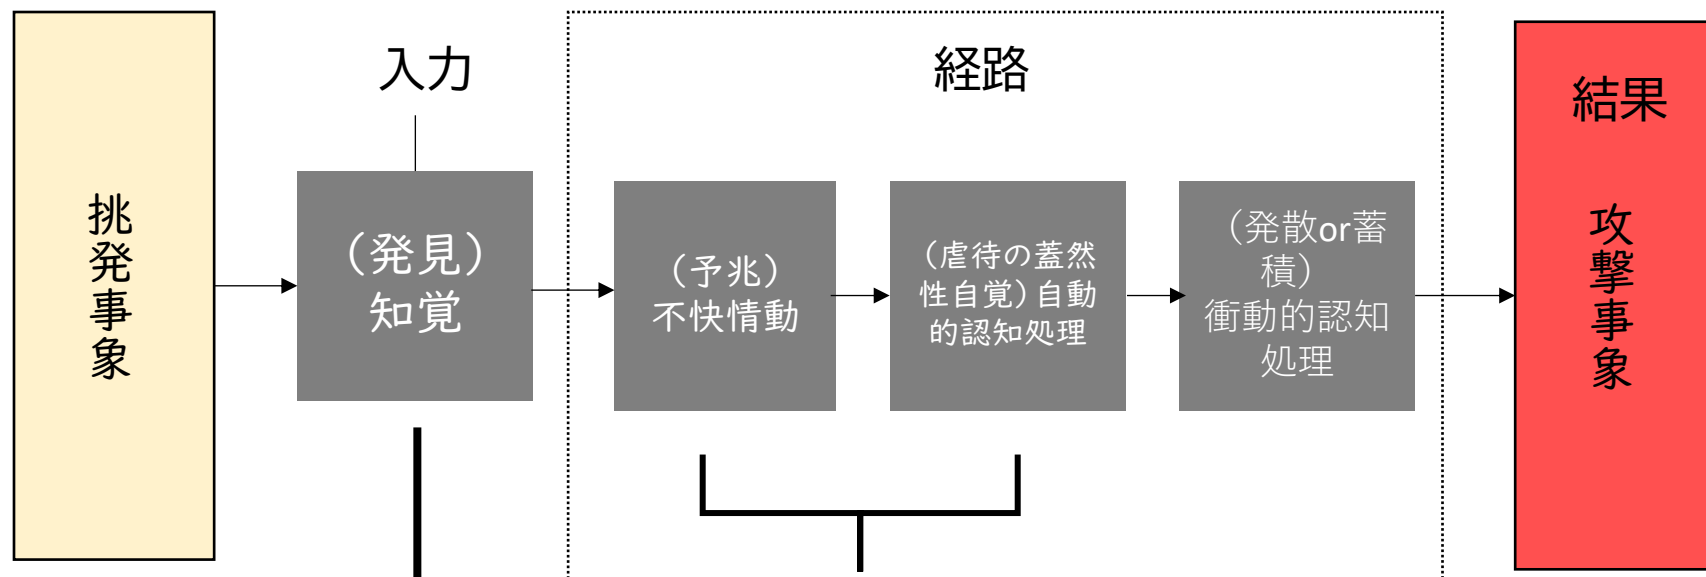 入力
経路
結果
挑発事象
（発見）
知覚
（予兆）
不快情動
（虐待の蓋然
性自覚）自動
的認知処理
（発散or蓄
積）
衝動的認知
処理
攻撃事象